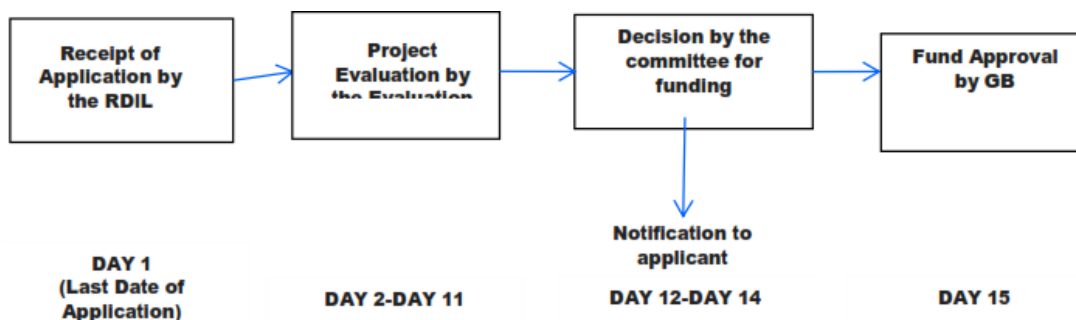 Receipt of
Application by
the RDIL
Project
Evaluation by
the Evaluation
Decision by the
committee for
funding
Fund Approval
by GB
Notification to
applicant
DAY 1
(Last Date of
Application)
DAY 2-DAY 11
DAY 12-DAY 14
DAY 15